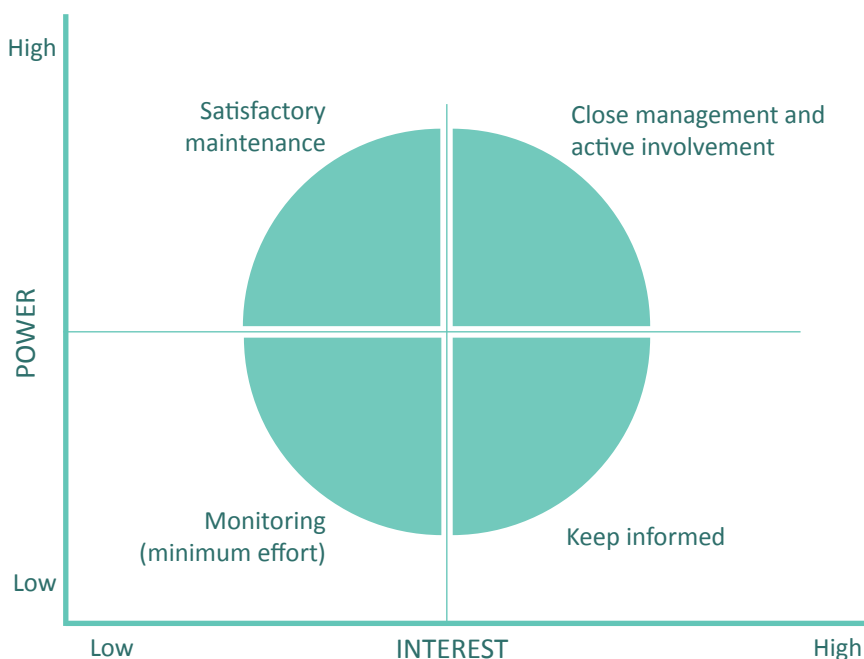 High
Satisfactory
maintenance
Close management and
active involvement
POWER
Monitoring
(minimum effort)
Keep informed
Low
Low
INTEREST
High